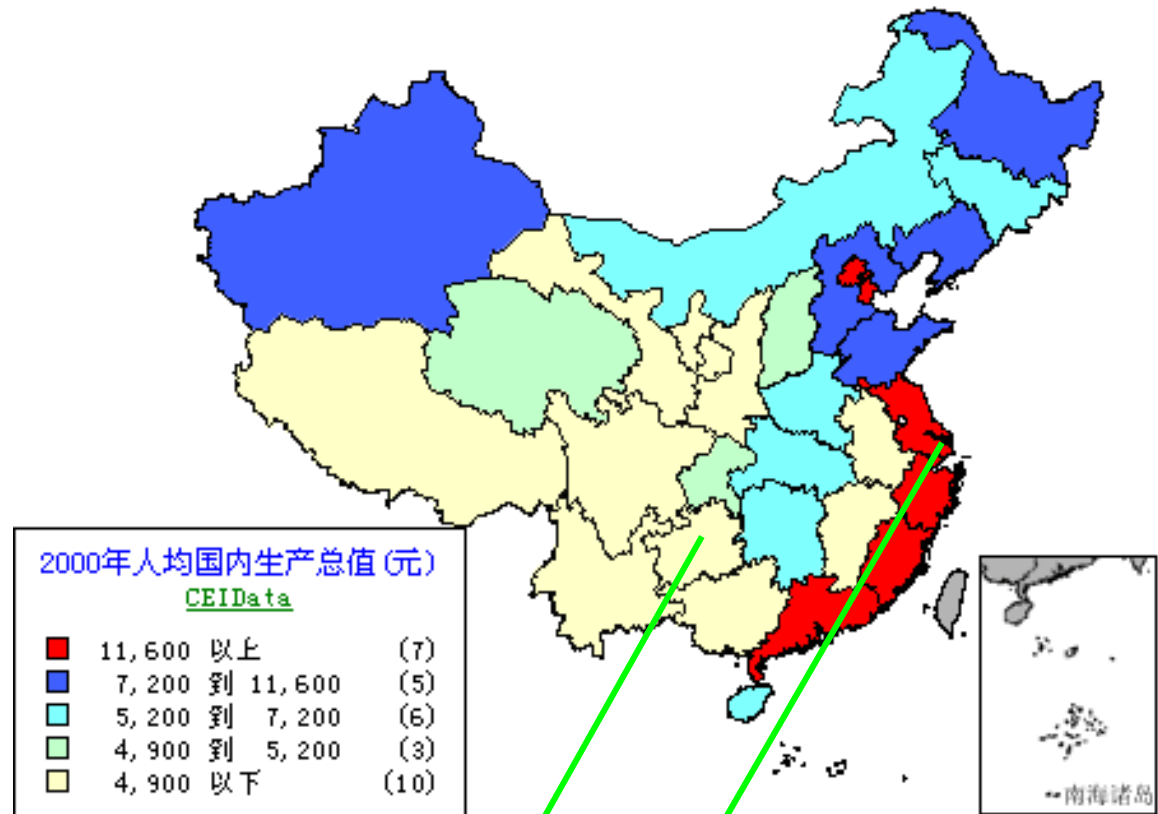 2000年人均国内生产总值(元)
CEIData
11,600 以上 (7)
7,200 到 11,600 (5)
5,200 到 7,200 (6)
4,900 到 5,200 (3)
4,900 以下 (10)
南海诸岛